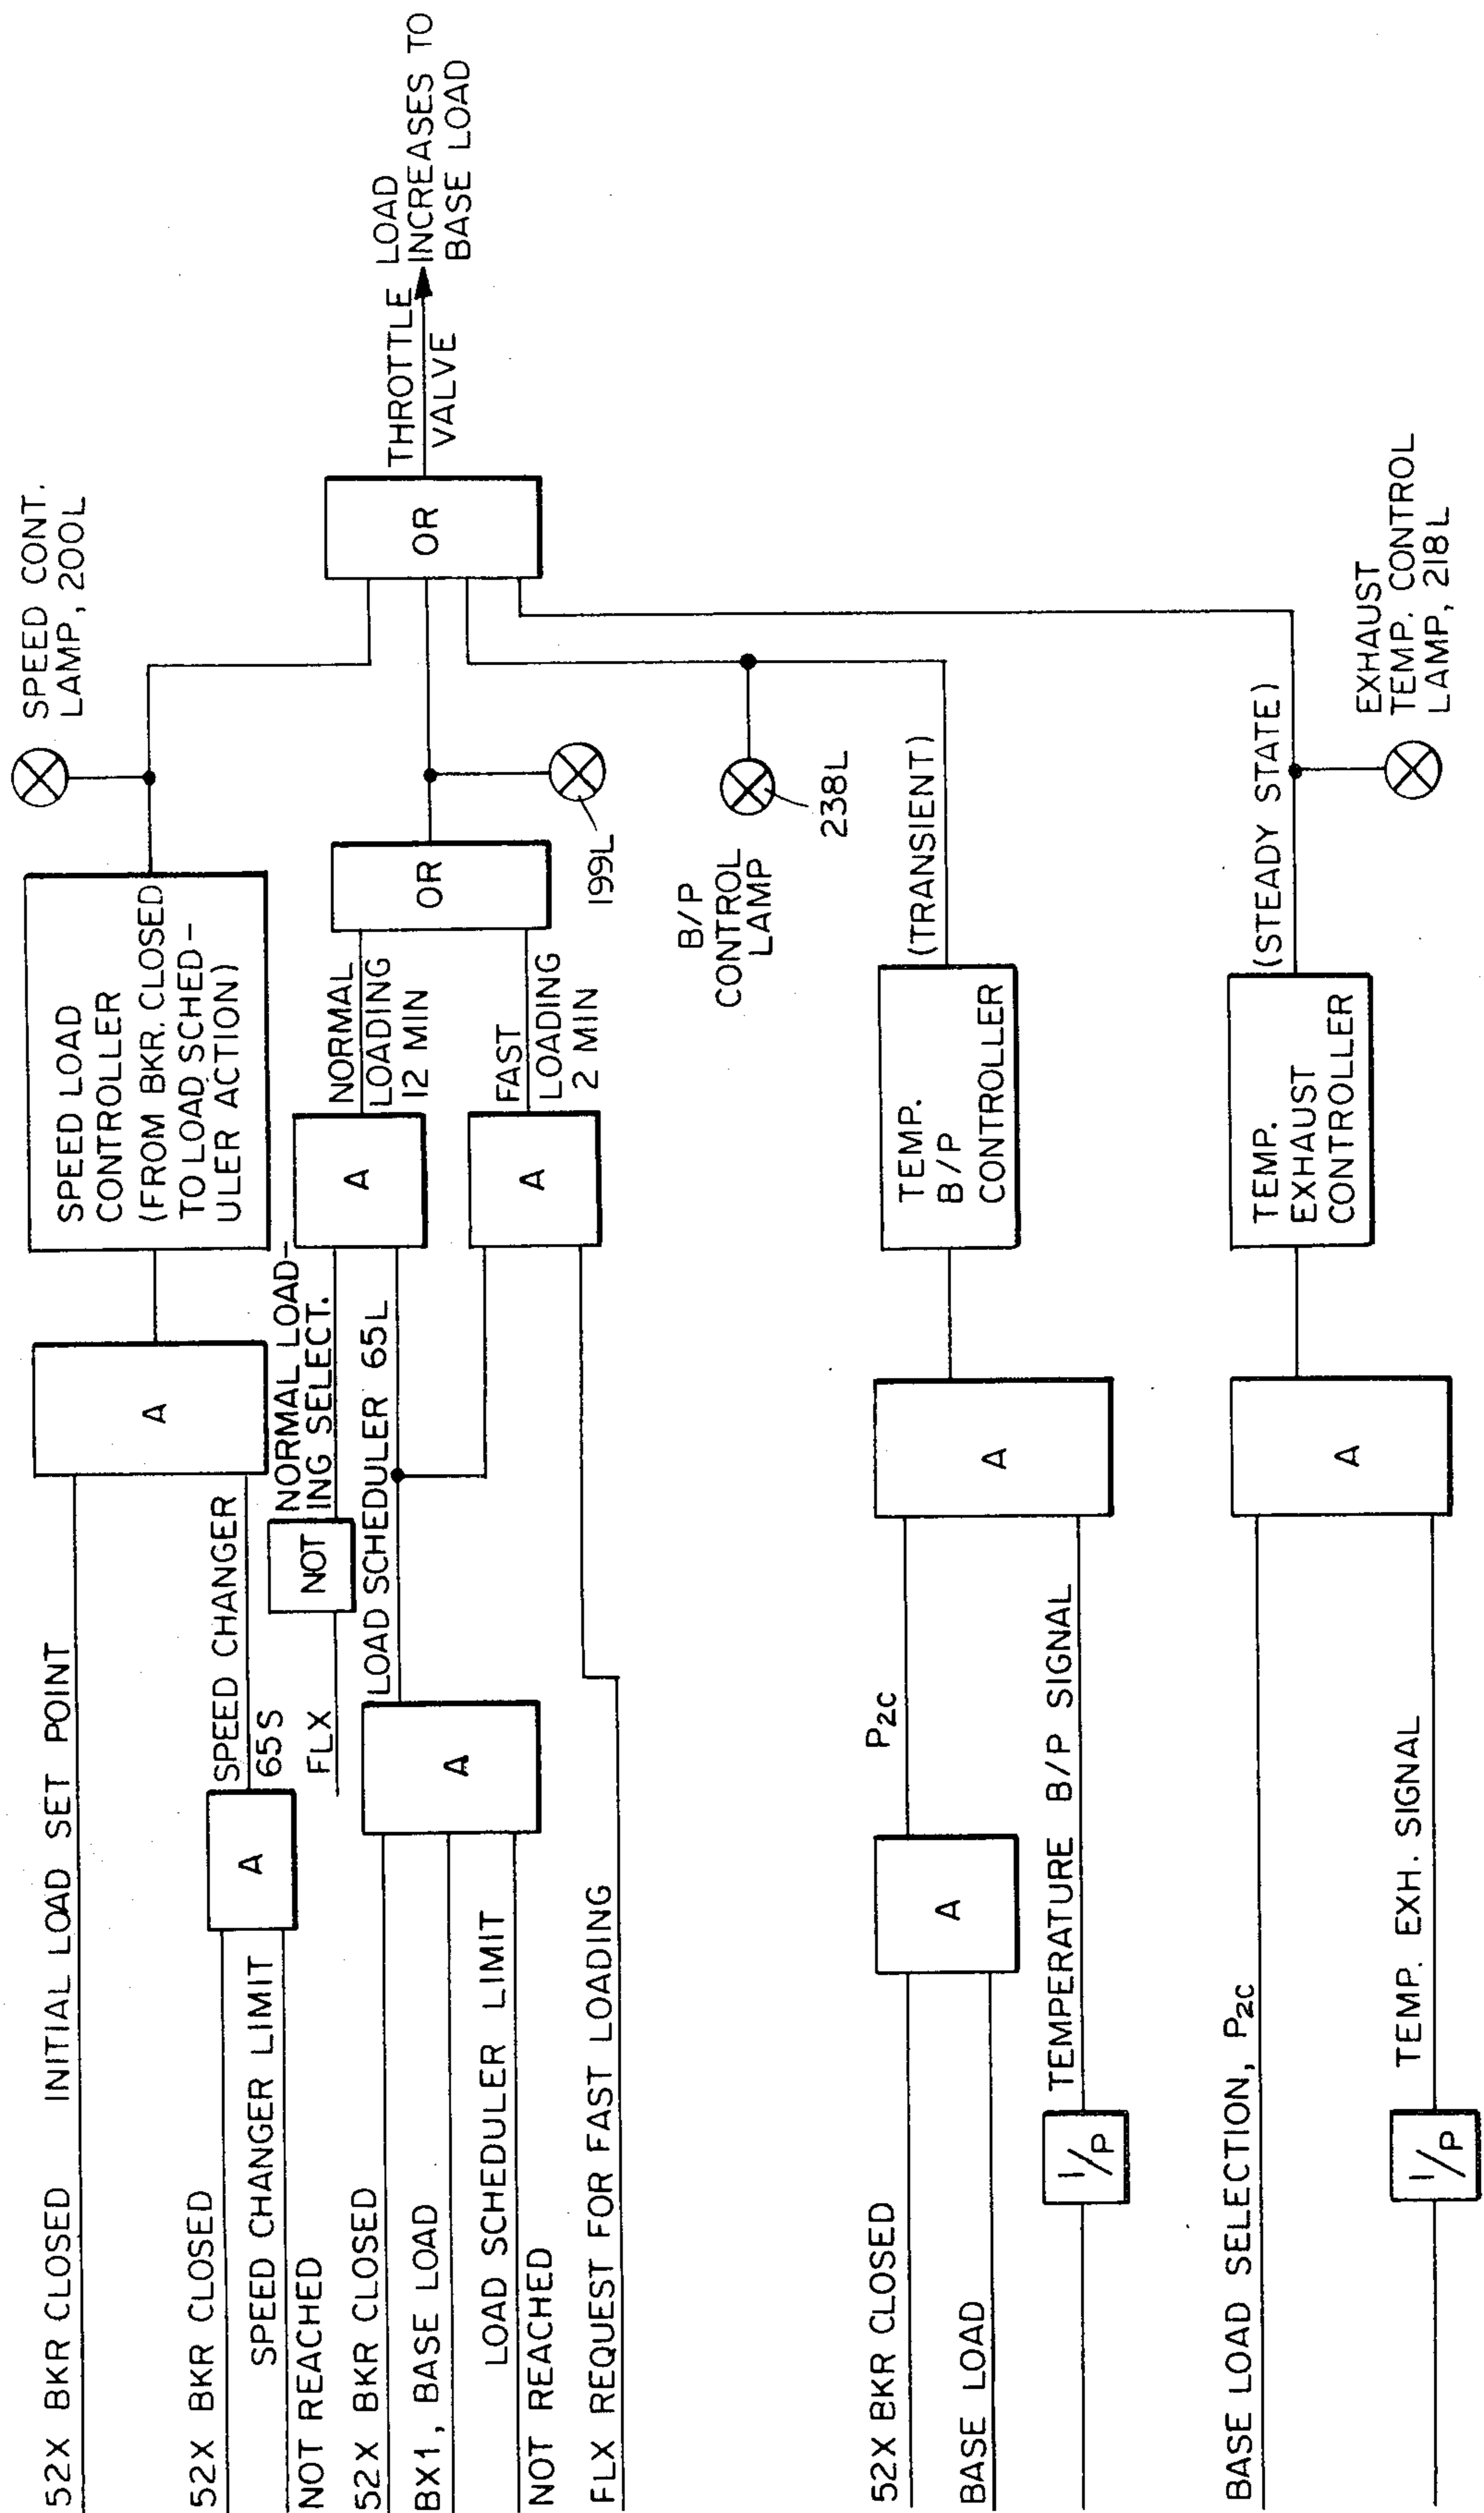 52X BKR CLOSED
INITIAL LOAD SET POINT
A
SPEED LOAD
CONTROLLER
(FROM BKR. CLOSED
TO LOAD SCHED-
ULER ACTION)
SPEED CONT.
LAMP, 200L
52X BKR CLOSED
SPEED CHANGER LIMIT
NOT REACHED
A
SPEED CHANGER
65S
FLX
NOT
NORMAL LOAD-
ING SELECT.
52X BKR CLOSED
BX1, BASE LOAD
LOAD SCHEDULER LIMIT
NOT REACHED
A
LOAD SCHEDULER 65L
A
NORMAL
LOADING
12 MIN
FLX REQUEST FOR FAST LOADING
A
FAST
LOADING
2 MIN
OR
199L
OR
THROTTLE
VALVE
LOAD
INCREASES TO
BASE LOAD
B/P
CONTROL
LAMP
238L
52X BKR CLOSED
BASE LOAD
A
P2C
1/P
TEMPERATURE B/P SIGNAL
A
TEMP.
B/P
CONTROLLER
(TRANSIENT)
BASE LOAD SELECTION, P2C
1/P
TEMP. EXH. SIGNAL
A
TEMP.
EXHAUST
CONTROLLER
(STEADY STATE)
EXHAUST
TEMP. CONTROL
LAMP, 218L